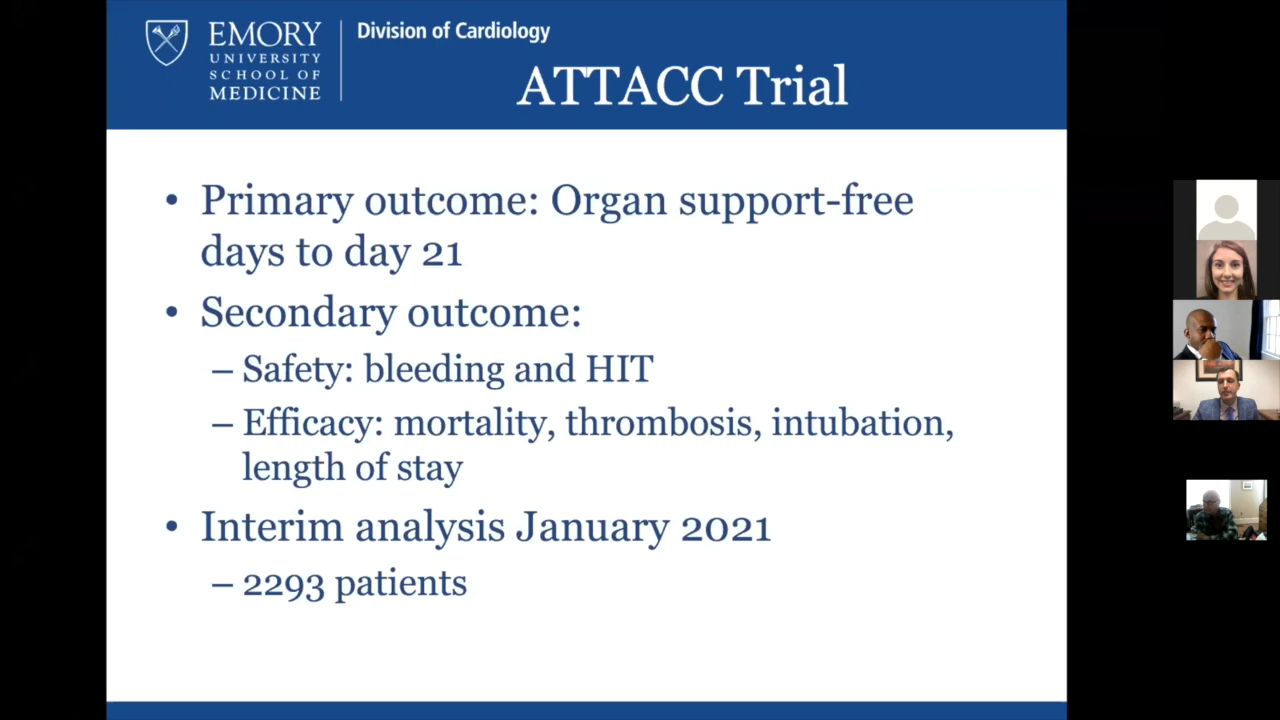 EMORY
UNIVERSITY
SCHOOL OF
MEDICINE
Division of Cardiology
ATTACC Trial
• Primary outcome: Organ support-free
days to day 21
• Secondary outcome:
– Safety: bleeding and HIT
– Efficacy: mortality, thrombosis, intubation,
length of stay
• Interim analysis January 2021
– 2293 patients